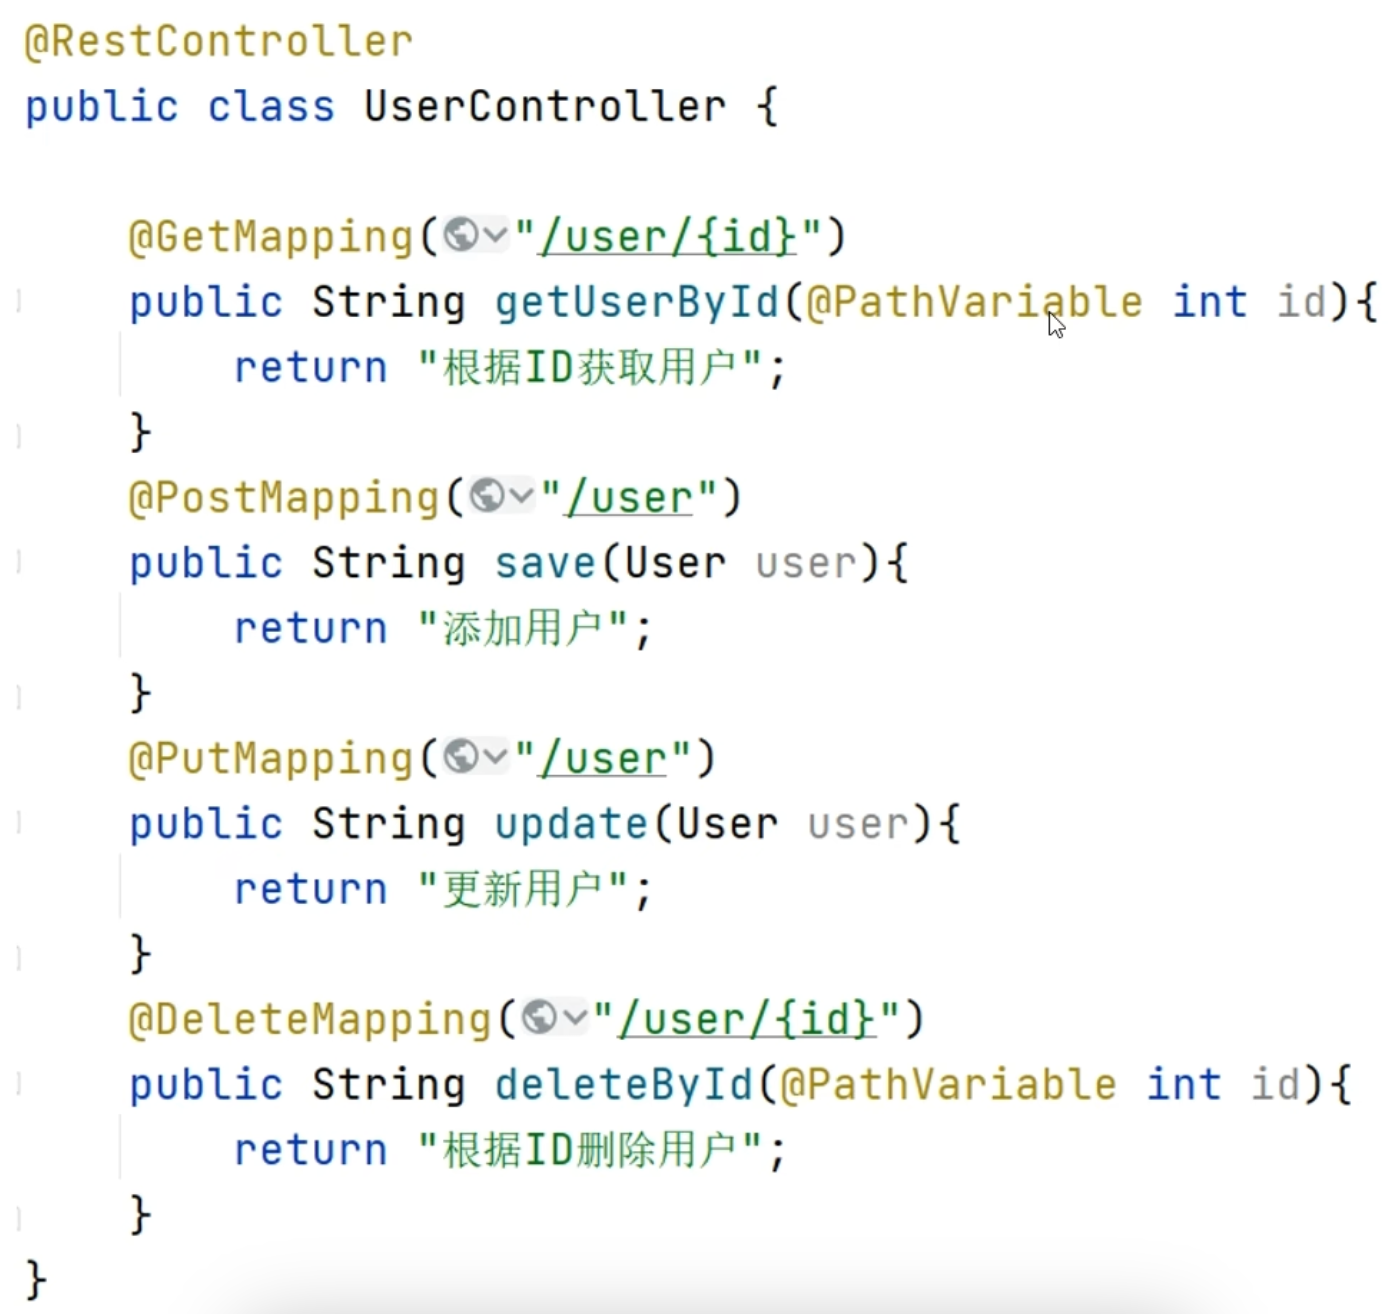 @RestController
public class UserController {
@GetMapping("/user/{id}")
public String getUserById(@PathVariable int id){
return "根据ID获取用户";
}
@PostMapping("/user")
public String save(User user){
return "添加用户";
}
@PutMapping("/user")
public String update(User user){
return "更新用户";
}
@DeleteMapping("/user/{id}")
public String deleteById(@PathVariable int id){
return "根据ID删除用户";
}
}